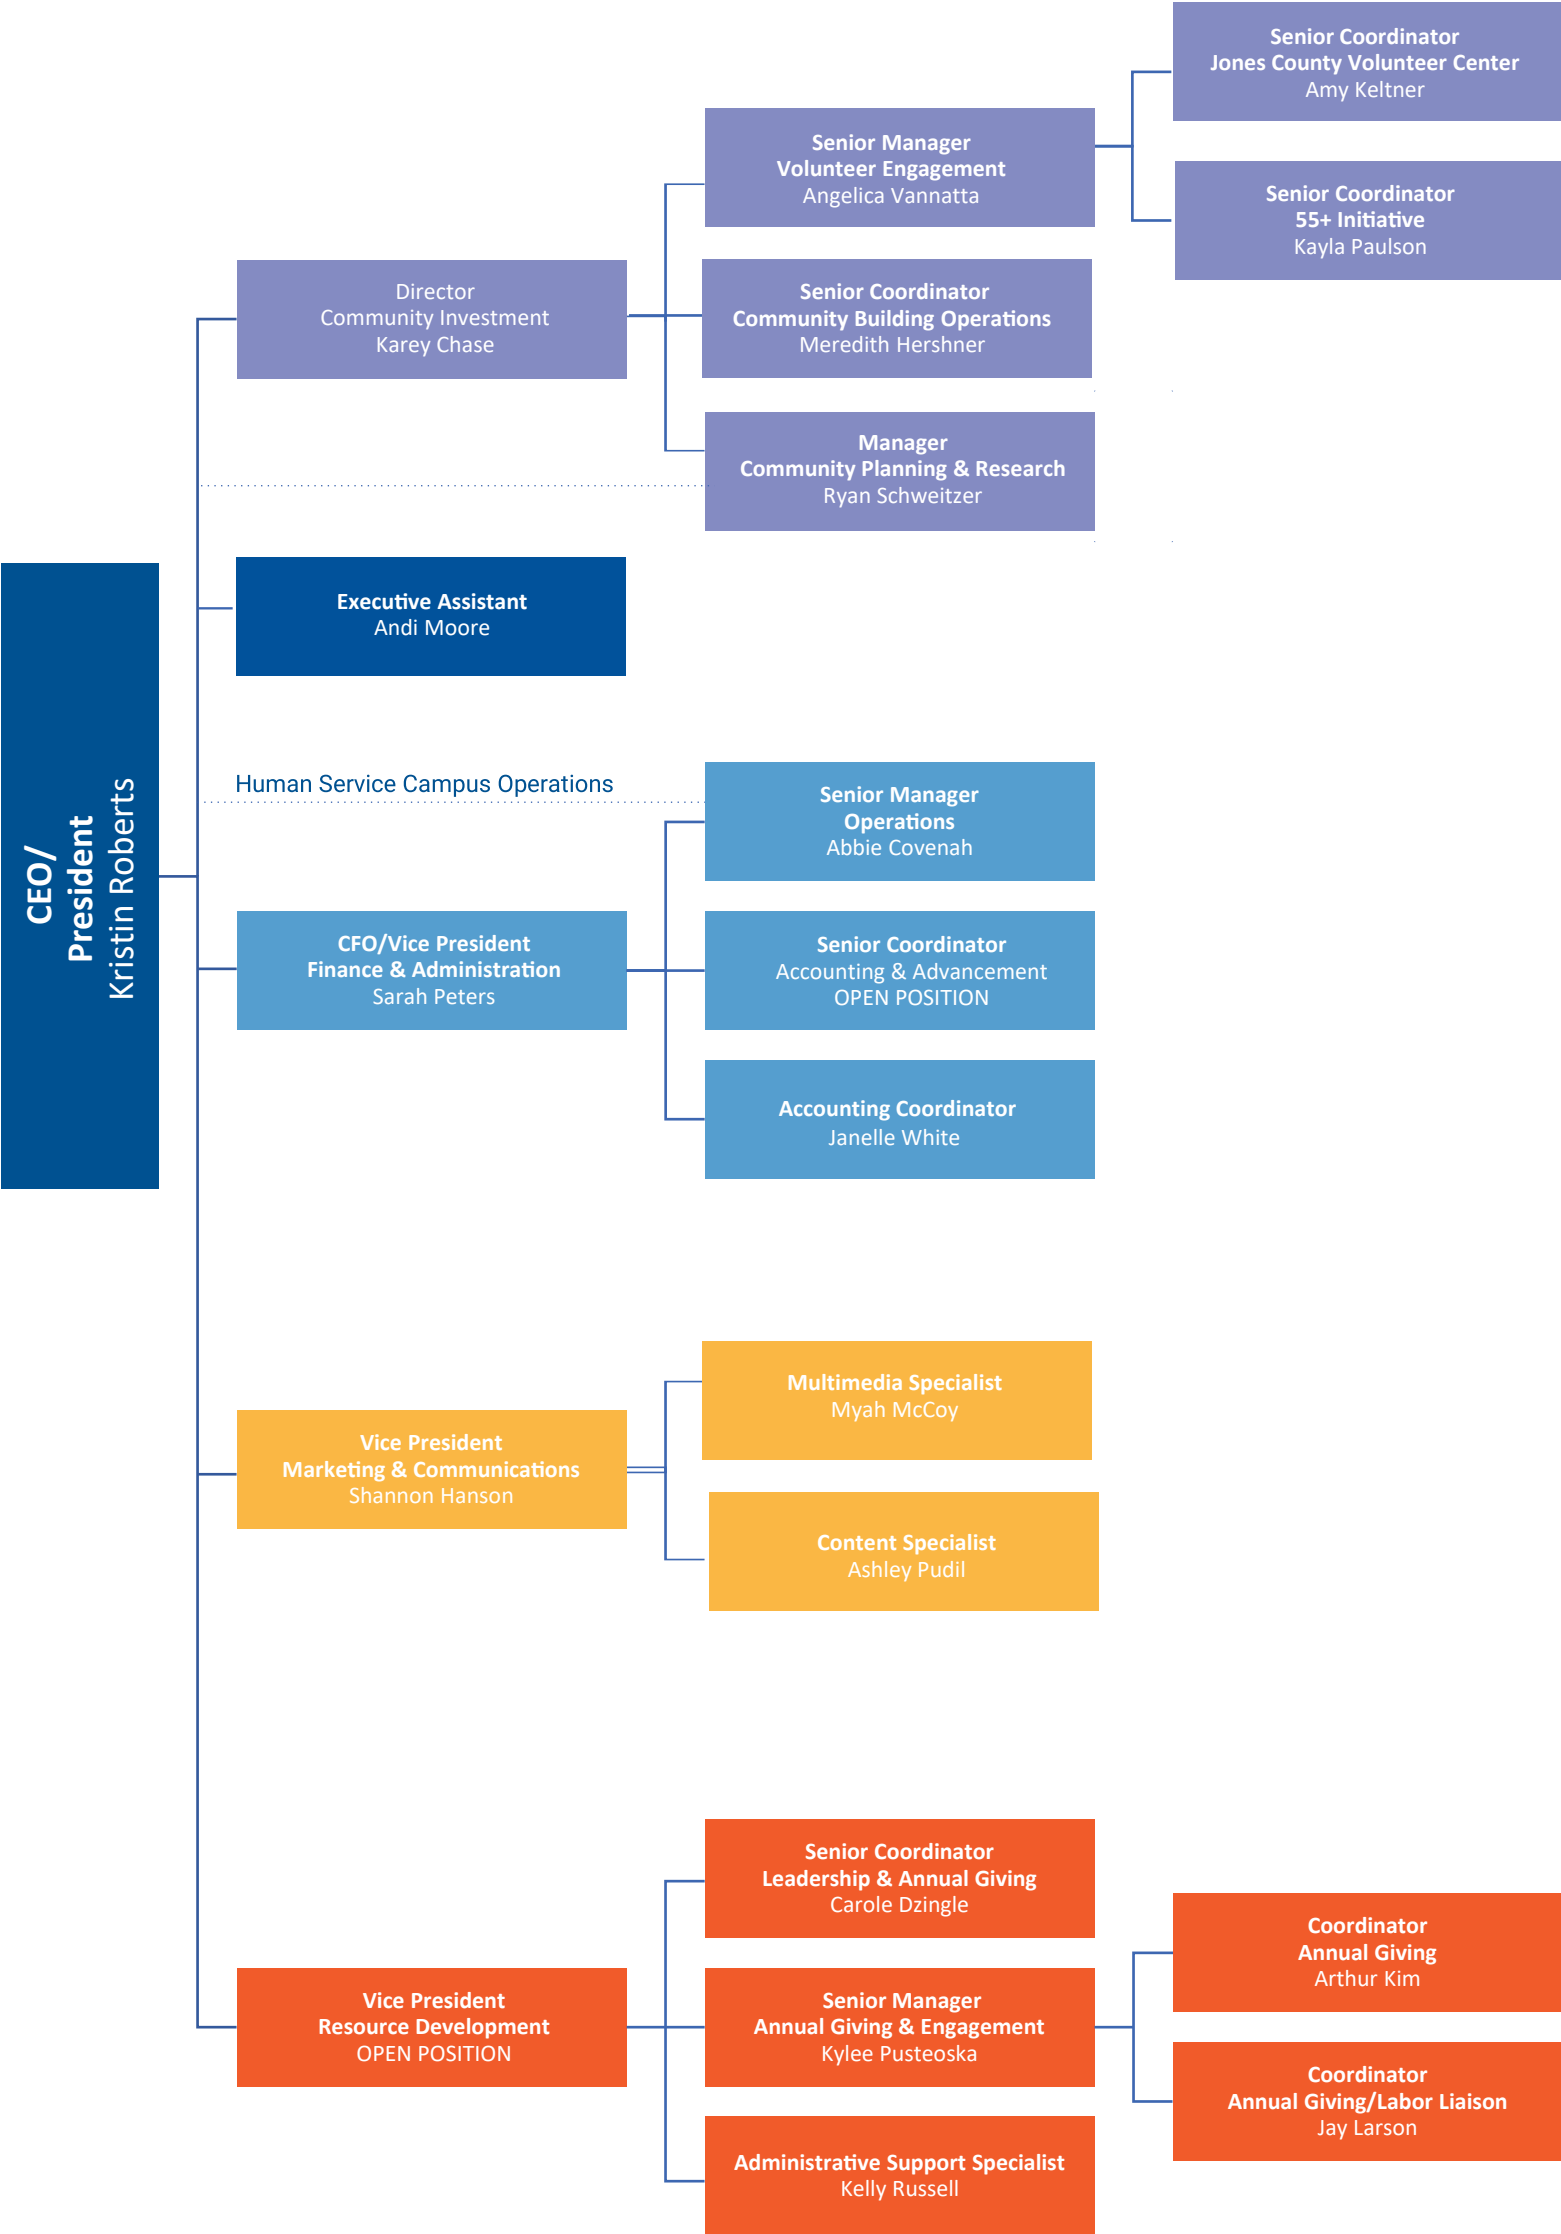 CEO/
President
Kristin Roberts
Director
Community Investment
Karey Chase
Senior Manager
Volunteer Engagement
Angelica Vannatta
Senior Coordinator
Jones County Volunteer Center
Amy Keltner
Senior Coordinator
55+ Initiative
Kayla Paulson
Senior Coordinator
Community Building Operations
Meredith Hershner
Manager
Community Planning & Research
Ryan Schweitzer
Executive Assistant
Andi Moore
Human Service Campus Operations
CFO/Vice President
Finance & Administration
Sarah Peters
Senior Manager
Operations
Abbie Covenah
Senior Coordinator
Accounting & Advancement
OPEN POSITION
Accounting Coordinator
Janelle White
Vice President
Marketing & Communications
Shannon Hanson
Multimedia Specialist
Myah McCoy
Content Specialist
Ashley Pudil
Vice President
Resource Development
OPEN POSITION
Senior Coordinator
Leadership & Annual Giving
Carole Dzingle
Senior Manager
Annual Giving & Engagement
Kylee Pusteoska
Coordinator
Annual Giving
Arthur Kim
Coordinator
Annual Giving/Labor Liaison
Jay Larson
Administrative Support Specialist
Kelly Russell